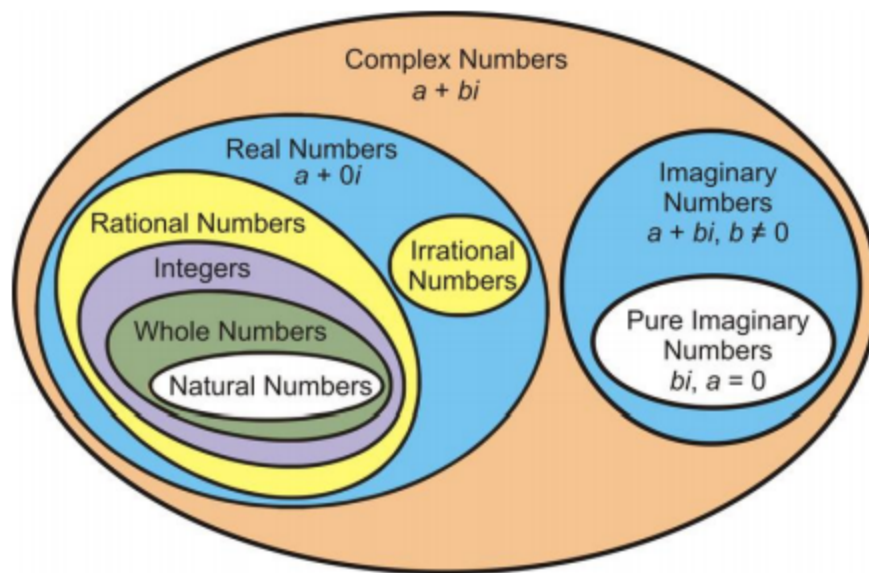 Complex Numbers
a + bi
Real Numbers
a + 0i
Rational Numbers
Integers
Whole Numbers
Natural Numbers
Irrational
Numbers
Imaginary
Numbers
a + bi, b ≠ 0
Pure Imaginary
Numbers
bi, a = 0